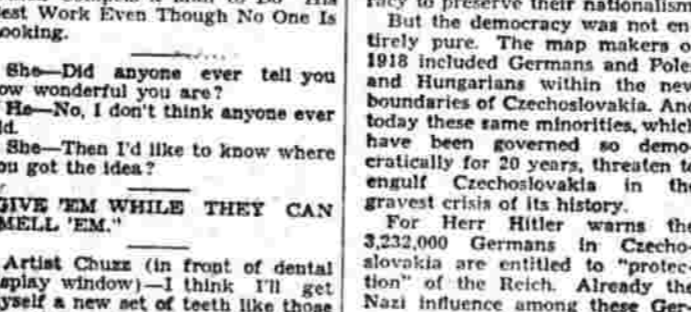 est Work Even Though No One Is
ooking.
She—Did anyone ever tell you
ow wonderful you are?
He—No, I don't think anyone ever
id.
She—Then I'd like to know where
ou got the idea?
GIVE 'EM WHILE THEY CAN
MELL 'EM."
Artist Chuzz (in front of dental
splay window)—I think I'll get
yself a new set of teeth like those
racy to preserve their nationalism
But the democracy was not en-
tirely pure. The map makers o
1918 included Germans and Pole
and Hungarians within the new
boundaries of Czechoslovakia. And
today these same minorities, which
have been governed so demo-
cratically for 20 years, threaten to
engulf Czechoslovakia in the
gravest crisis of its history.
For Herr Hitler warns the
3,232,000 Germans in Czecho-
slovakia are entitled to "protec-
tion" of the Reich. Already the
Nazi influence among these Ger-